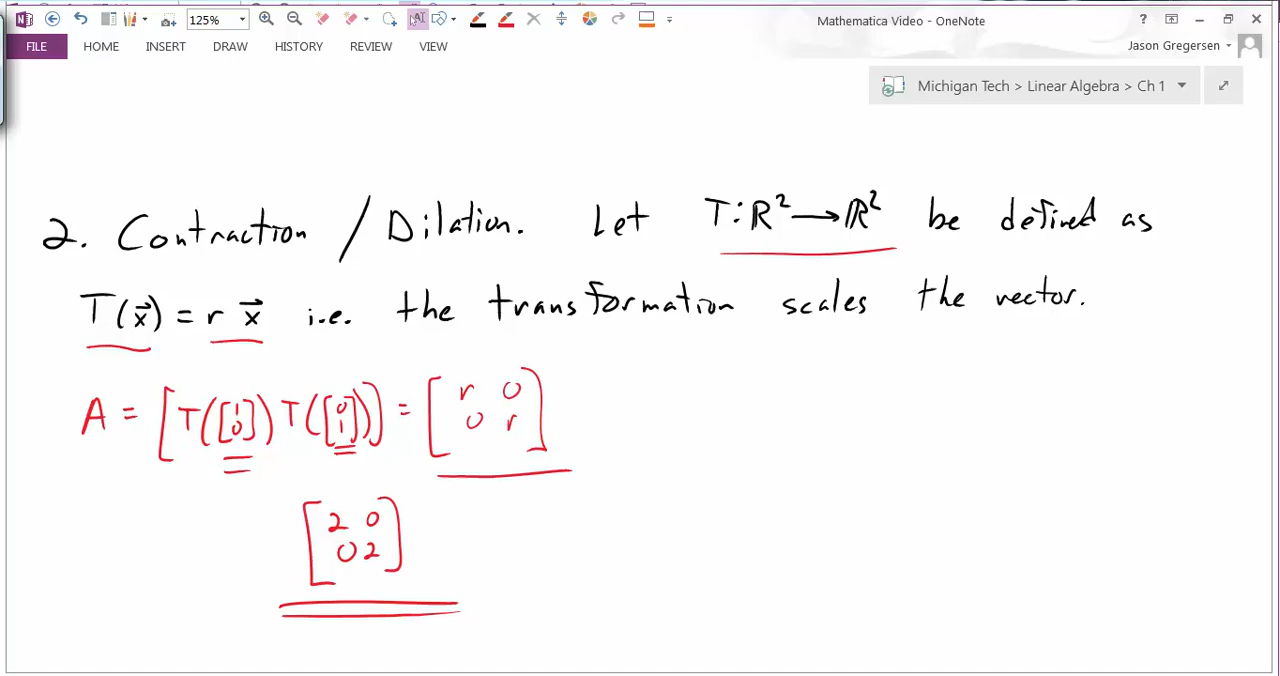 125%
Mathematica Video - OneNote
?
FILE HOME INSERT DRAW HISTORY REVIEW VIEW
Jason Gregersen
Michigan Tech > Linear Algebra > Ch 1
2. Contraction / Dilation. Let T: ℝ² → ℝ² be defined as
T(x⃗) = r x⃗ i.e. the transformation scales the vector.
A = [T([1 0]) T([0 1])] = [r 0
0 r]
[2 0
0 2]